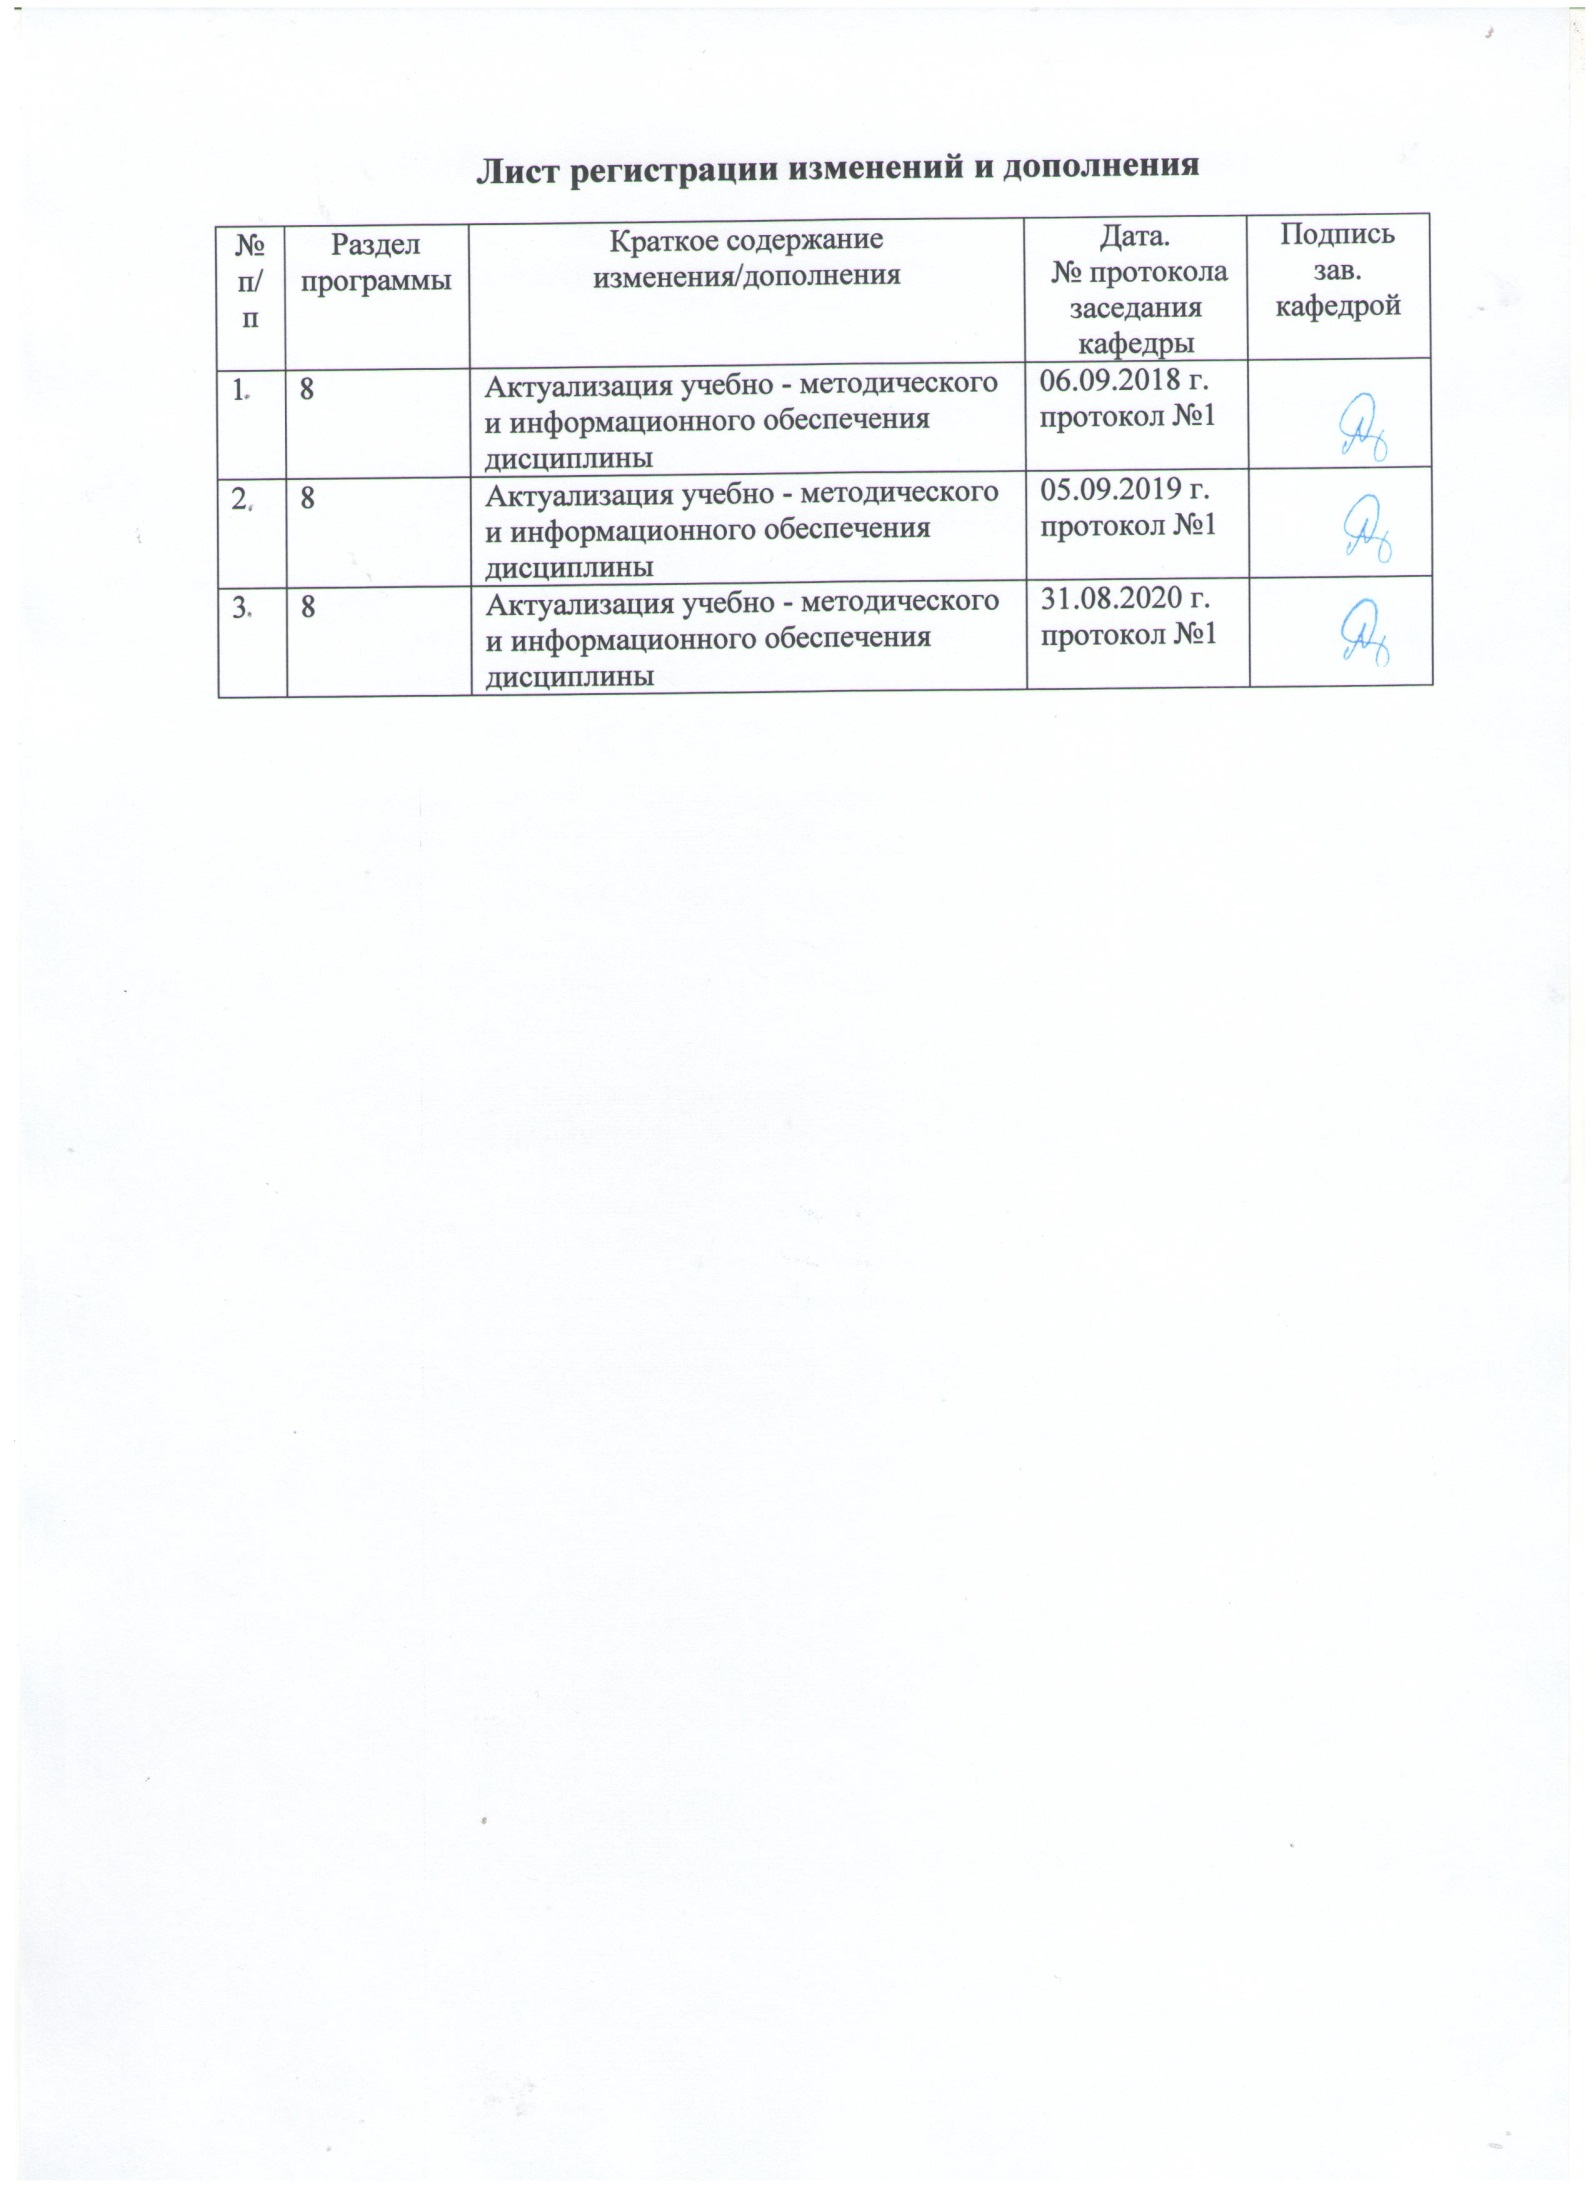 Лист регистрации изменений и дополнения
№
п/
п
Раздел
программы
Краткое содержание
изменения/дополнения
Дата.
№ протокола
заседания
кафедры
Подпись
зав.
кафедрой
1.
8
Актуализация учебно - методического
и информационного обеспечения
дисциплины
06.09.2018 г.
протокол №1
2.
8
Актуализация учебно - методического
и информационного обеспечения
дисциплины
05.09.2019 г.
протокол №1
3.
8
Актуализация учебно - методического
и информационного обеспечения
дисциплины
31.08.2020 г.
протокол №1